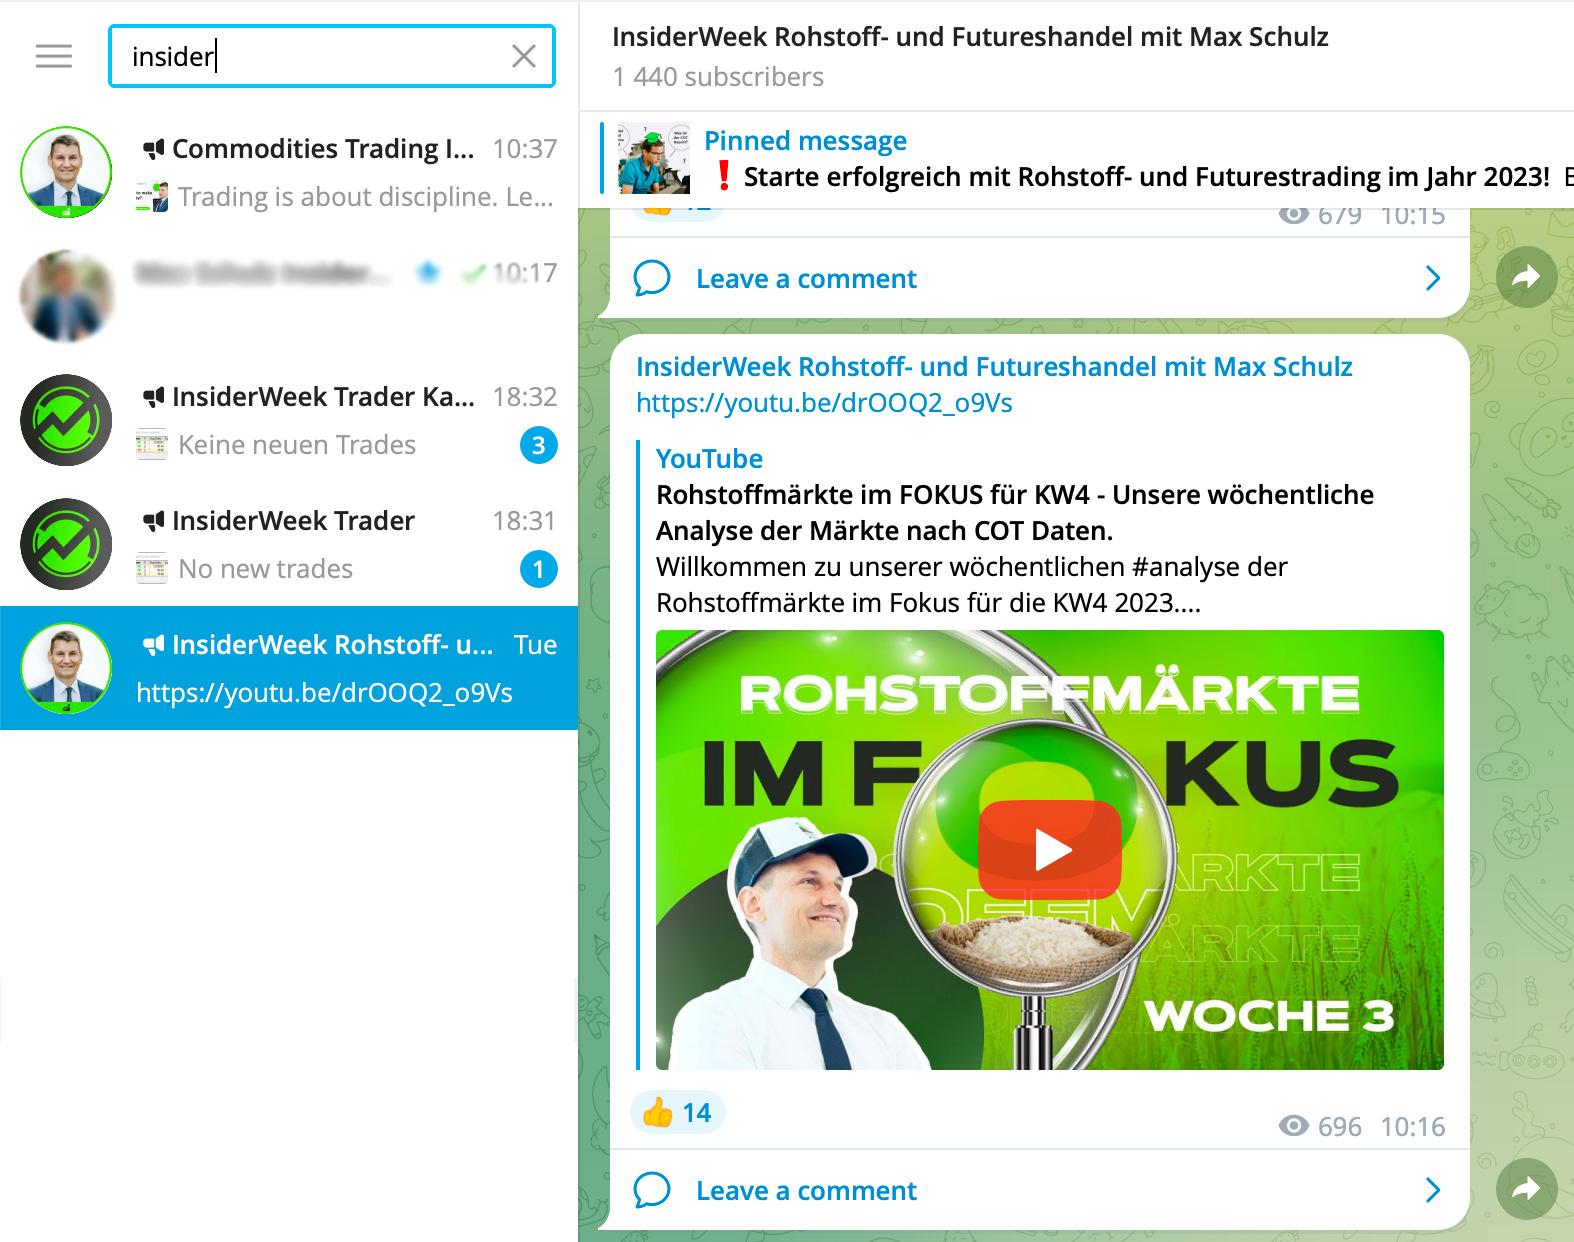 insider
Commodities Trading I... 10:37
Trading is about discipline. Le...
10:17
InsiderWeek Trader Ka... 18:32
Keine neuen Trades 3
InsiderWeek Trader 18:31
No new trades 1
InsiderWeek Rohstoff- u... Tue
https://youtu.be/drOOQ2_o9Vs
InsiderWeek Rohstoff- und Futureshandel mit Max Schulz
1 440 subscribers
Pinned message
❗ Starte erfolgreich mit Rohstoff- und Futurestrading im Jahr 2023! B
👍 12 679 10:15
Leave a comment
InsiderWeek Rohstoff- und Futureshandel mit Max Schulz
https://youtu.be/drOOQ2_o9Vs
YouTube
Rohstoffmärkte im FOKUS für KW4 - Unsere wöchentliche
Analyse der Märkte nach COT Daten.
Willkommen zu unserer wöchentlichen #analyse der
Rohstoffmärkte im Fokus für die KW4 2023....
ROHSTOFFMÄRKTE
IM FOKUS
WOCHE 3
👍 14 696 10:16
Leave a comment